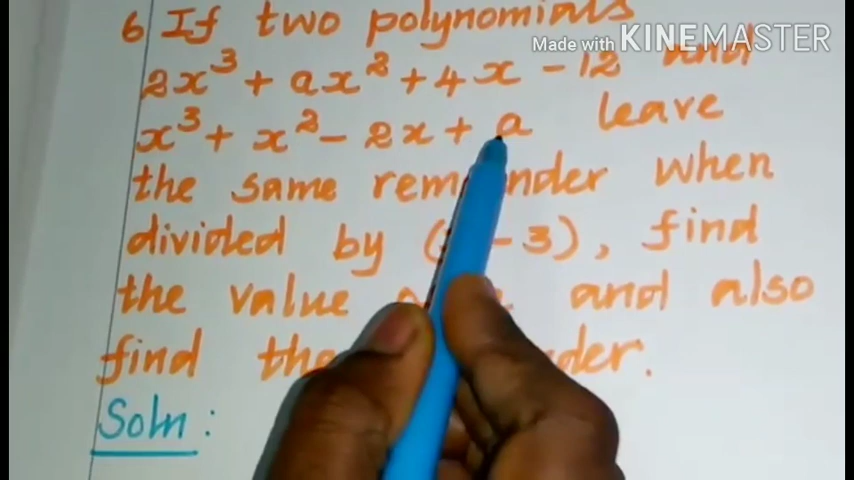 6 If two polynomials
Made with KINEMASTER
2x³ + ax² + 4x - 12 and
x³ + x² - 2x + a leave
the same remainder when
divided by ( - 3), find
the value and also
find the
Soln: